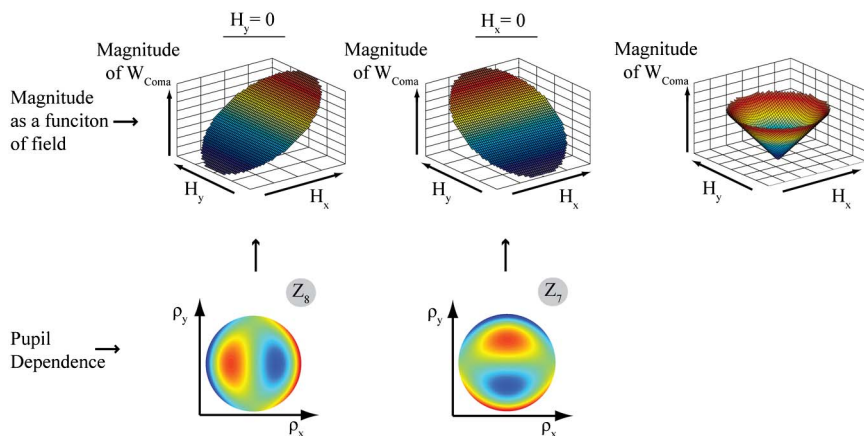 H_y = 0
H_x = 0
Magnitude
of W_Coma
Magnitude
of W_Coma
Magnitude
of W_Coma
Magnitude
as a funciton
of field
H_y
H_x
H_y
H_x
H_y
H_x
Z_8
Z_7
ρ_y
ρ_y
Pupil
Dependence
ρ_x
ρ_x